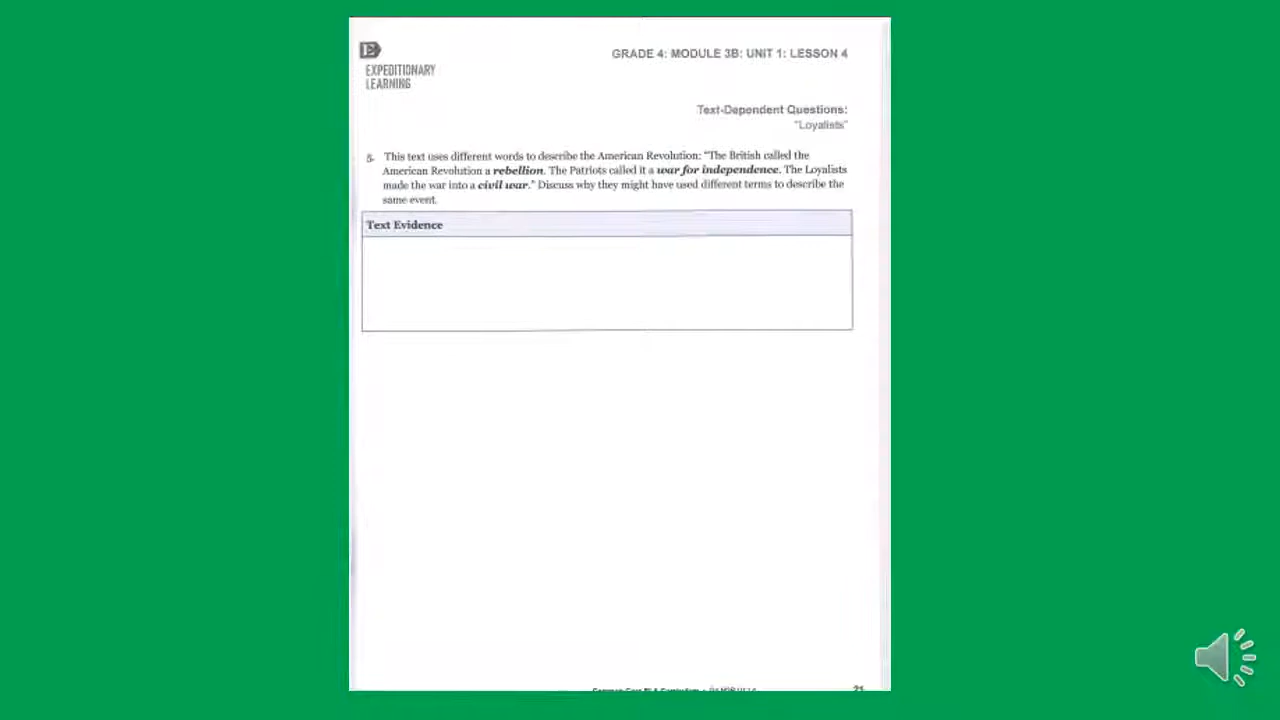 E
EXPEDITIONARY
LEARNING
GRADE 4: MODULE 3B: UNIT 1: LESSON 4
Text-Dependent Questions:
"Loyalists"
5. This text uses different words to describe the American Revolution: "The British called the
American Revolution a rebellion. The Patriots called it a war for independence. The Loyalists
made the war into a civil war." Discuss why they might have used different terms to describe the
same event.
Text Evidence